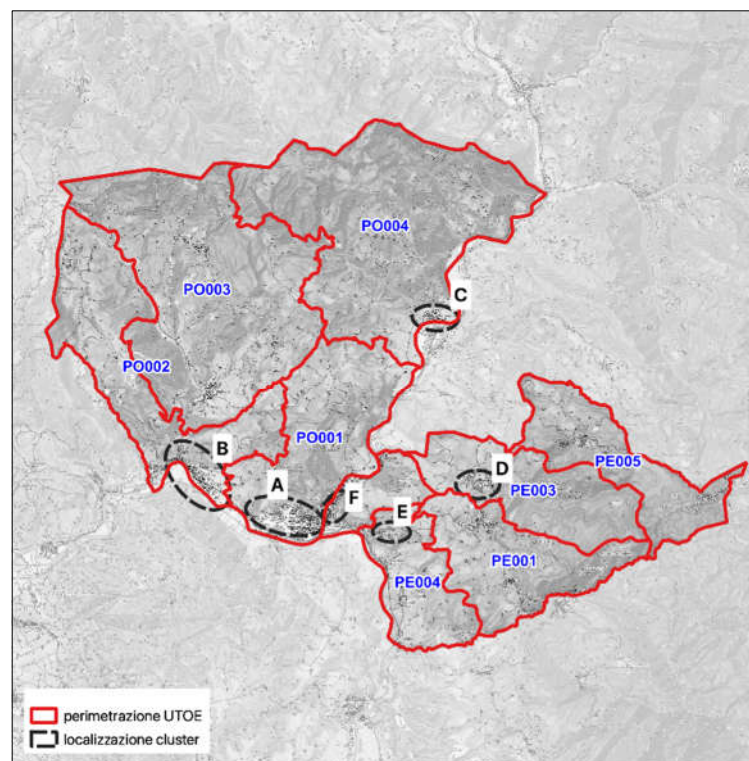 PO004
PO003
C
PO002
PO001
B
PE005
D
PE003
A
F
E
PE001
PE004
perimetrazione UTOE
localizzazione cluster